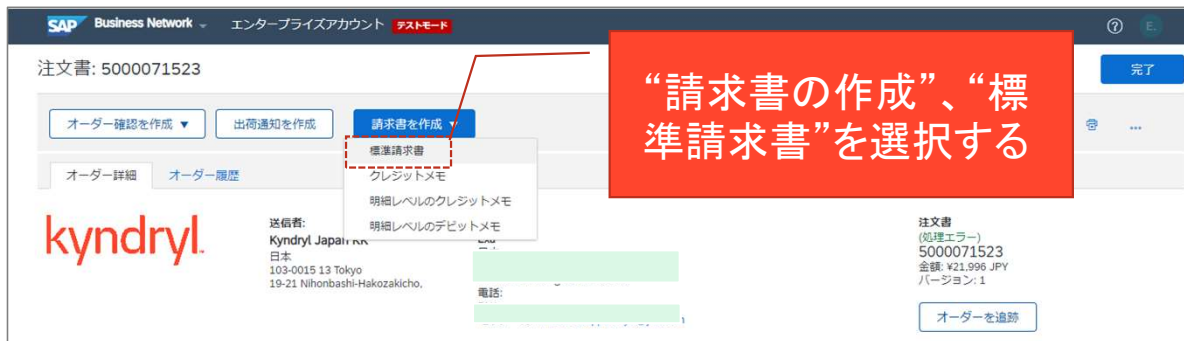 SAP Business Network エンタープライズアカウント テストモード
注文書: 5000071523
完了
“請求書の作成”、“標
準請求書”を選択する
オーダー確認を作成 ▼ 出荷通知を作成 請求書を作成 ▼
標準請求書
クレジットメモ
明細レベルのクレジットメモ
明細レベルのデビットメモ
オーダー詳細 オーダー履歴
kyndryl.
送信者:
Kyndryl Japan KK
日本
103-0015 13 Tokyo
19-21 Nihonbashi-Hakozakicho,
電話:
注文書
(処理エラー)
5000071523
金額: ¥21,996 JPY
バージョン: 1
オーダーを追跡